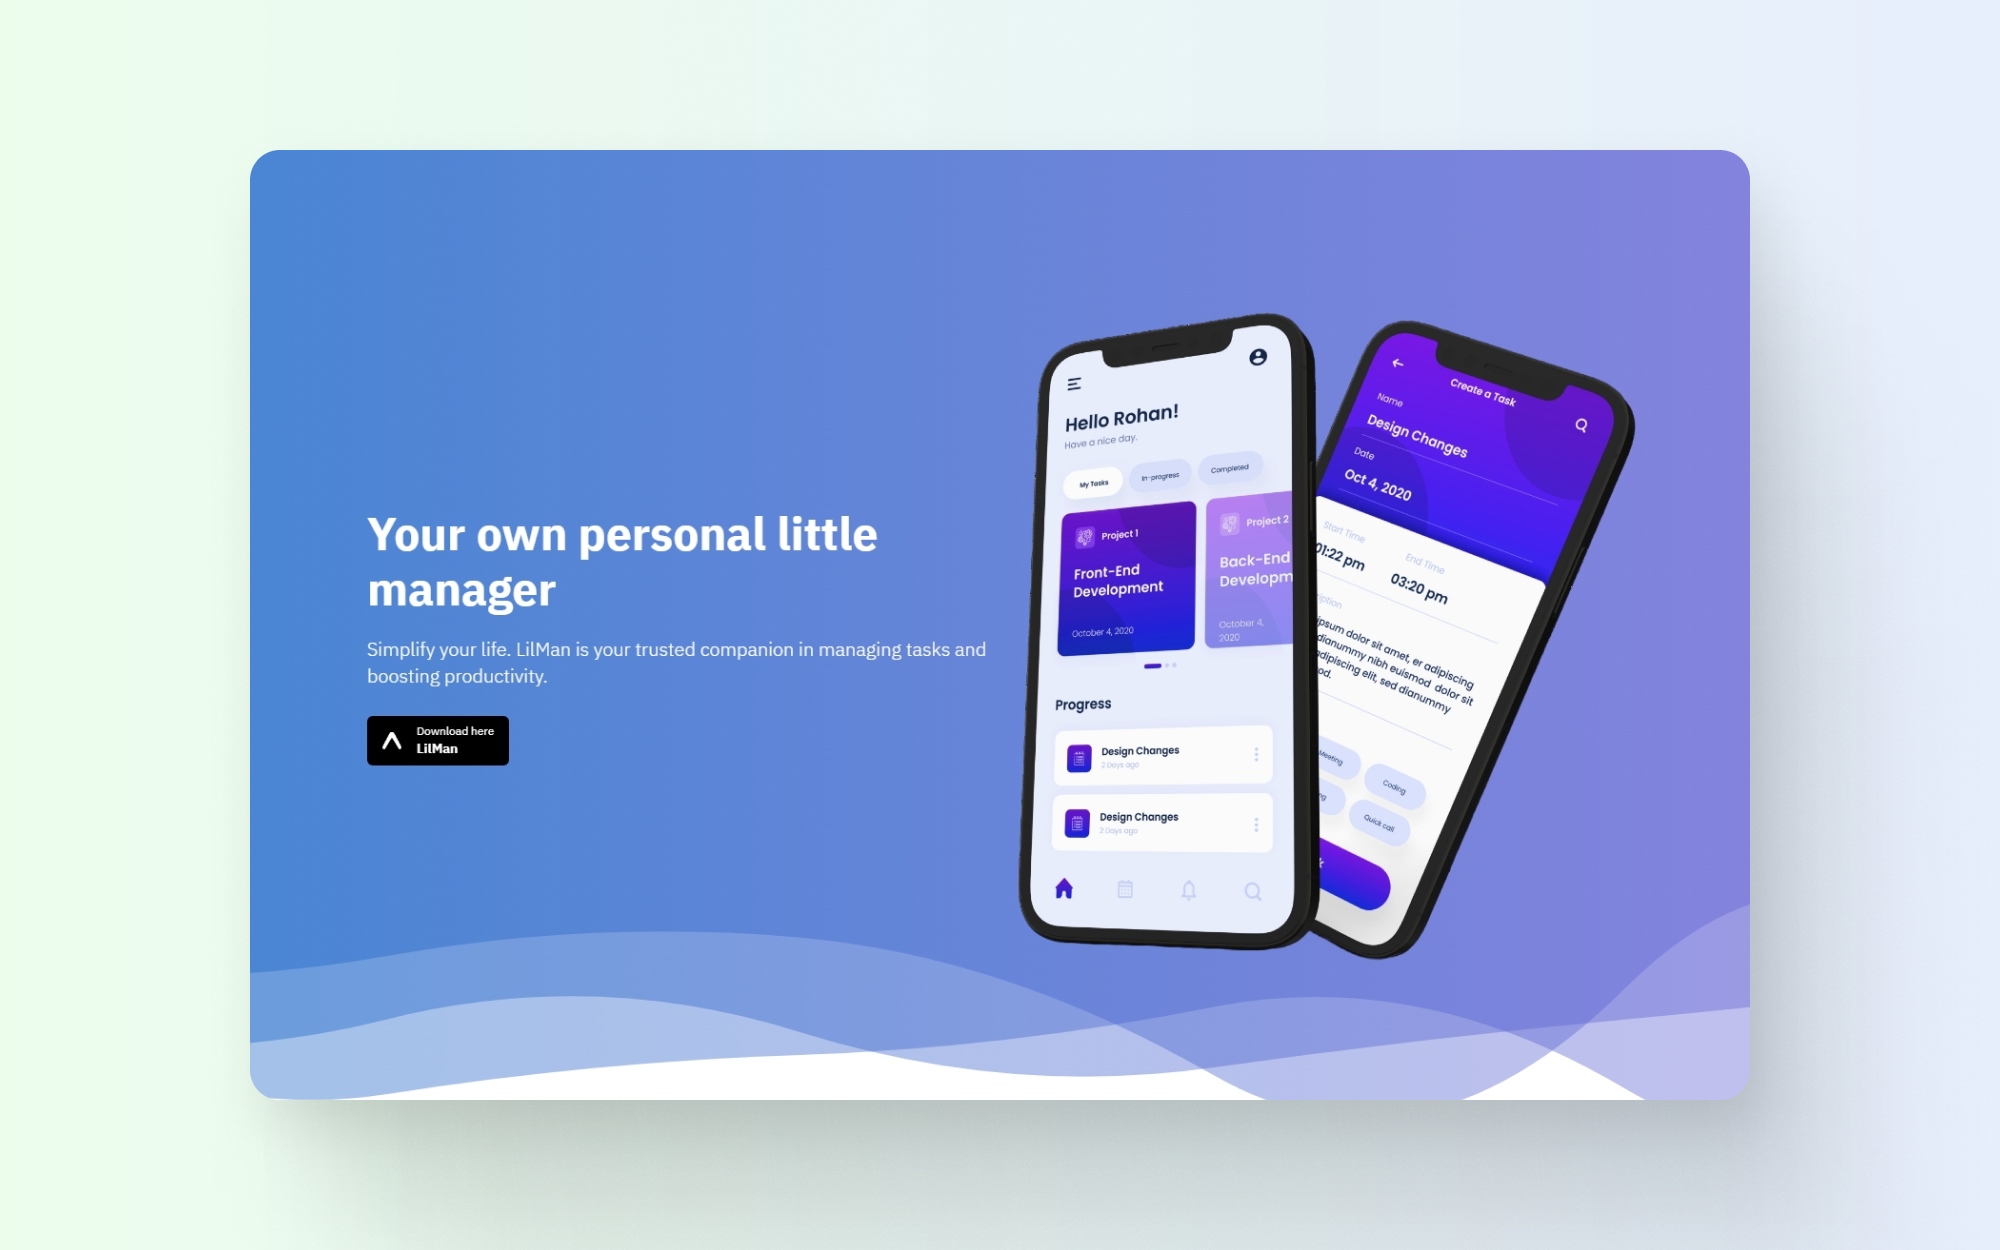 Your own personal little
manager
Simplify your life. LilMan is your trusted companion in managing tasks and
boosting productivity.
Download here
LilMan
Hello Rohan!
Have a nice day.
My Tasks
In-progress
Completed
Project 1
Front-End
Development
October 4, 2020
Project 2
Back-End
Developm
October 4,
2020
Progress
Design Changes
2 Days ago
Design Changes
2 Days ago
Create a Task
Name
Design Changes
Date
Oct 4, 2020
Start Time
End Time
01:22 pm
03:20 pm
iption
ipsum dolor sit amet, er adipiscing
dianummy nibh euismod dolor sit
adipiscing elit, sed dianummy
od.
Meeting
Coding
ng
Quick call
k